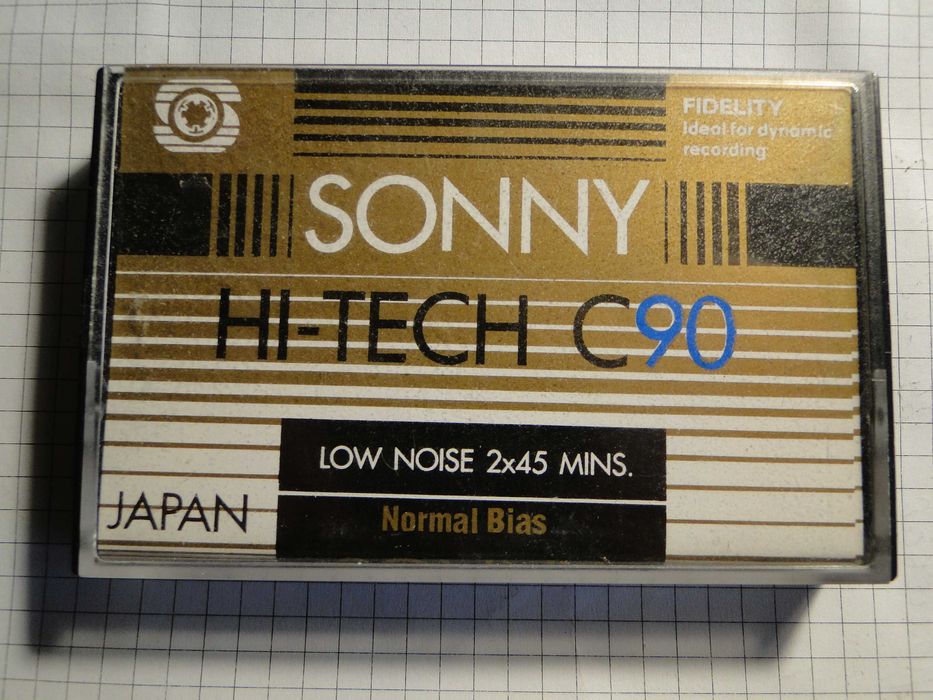 FIDELITY
Ideal for dynamic
recording
SONNY
HI-TECH C90
LOW NOISE 2x45 MINS.
JAPAN
Normal Bias